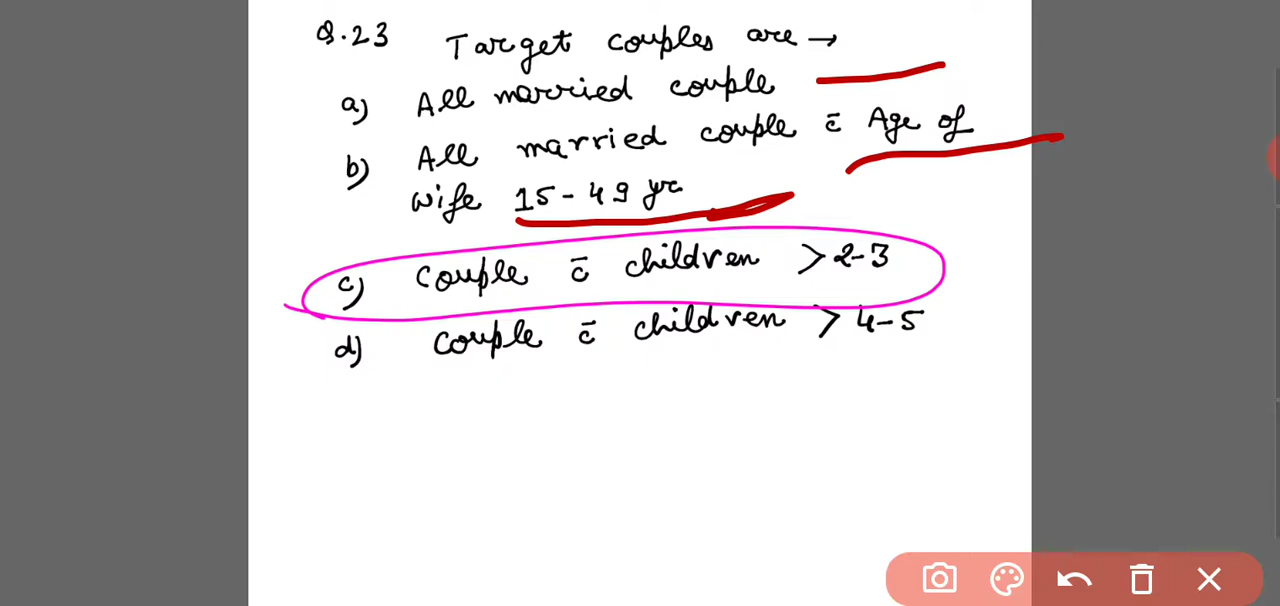 Q.23 Target couples are →
a) All married couple
b) All married couple c̄ Age of
wife 15-49 yr
c) couple c̄ children >2-3
d) couple c̄ children > 4-5